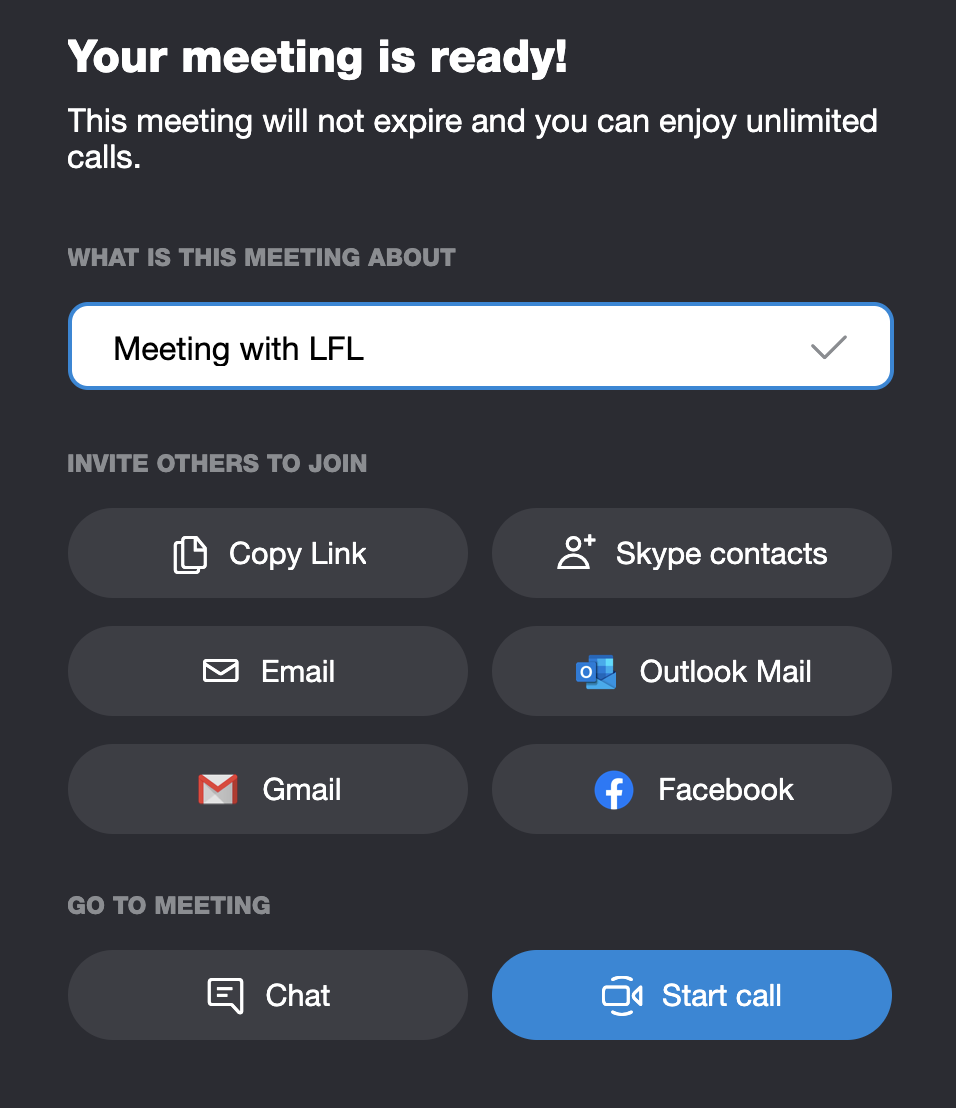 Your meeting is ready!
This meeting will not expire and you can enjoy unlimited
calls.
WHAT IS THIS MEETING ABOUT
Meeting with LFL
INVITE OTHERS TO JOIN
Copy Link
Skype contacts
Email
Outlook Mail
Gmail
Facebook
GO TO MEETING
Chat
Start call